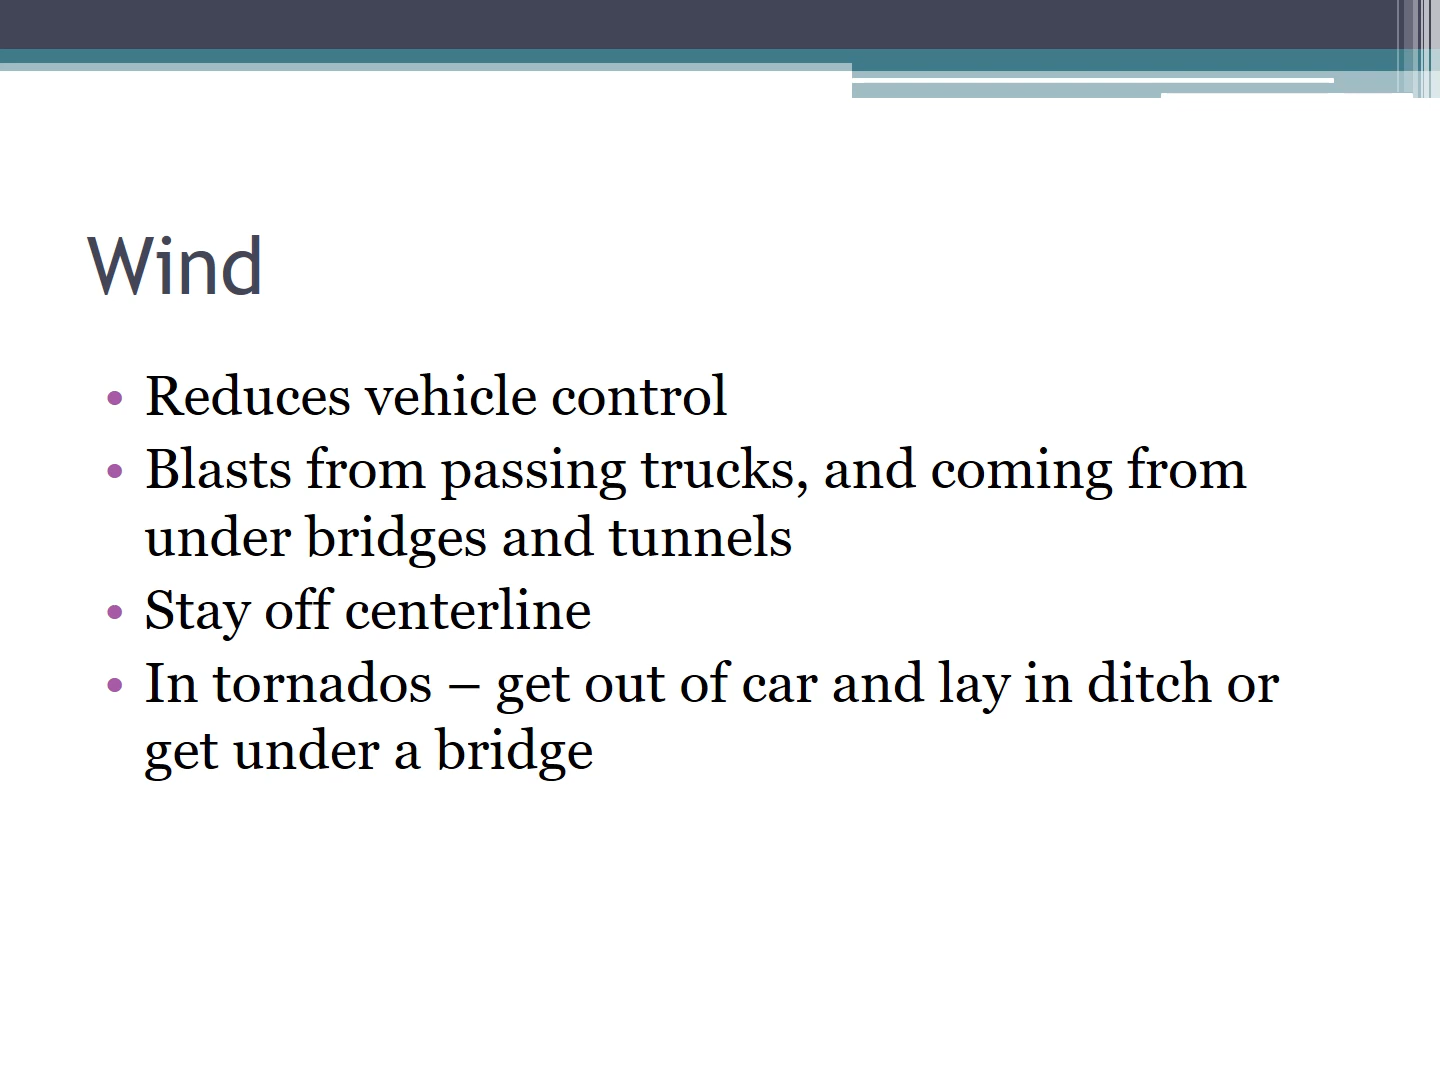 Wind
• Reduces vehicle control
• Blasts from passing trucks, and coming from
under bridges and tunnels
• Stay off centerline
• In tornados – get out of car and lay in ditch or
get under a bridge